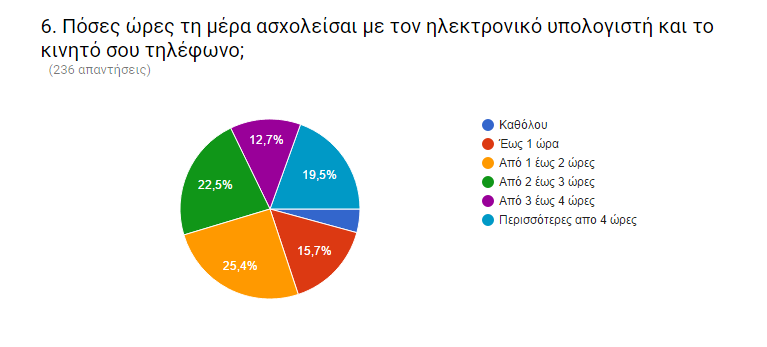 6. Πόσες ώρες τη μέρα ασχολείσαι με τον ηλεκτρονικό υπολογιστή και το
κινητό σου τηλέφωνο;
(236 απαντήσεις)
12,7%
19,5%
22,5%
25,4%
15,7%
Καθόλου
Έως 1 ώρα
Από 1 έως 2 ώρες
Από 2 έως 3 ώρες
Από 3 έως 4 ώρες
Περισσότερες απο 4 ώρες